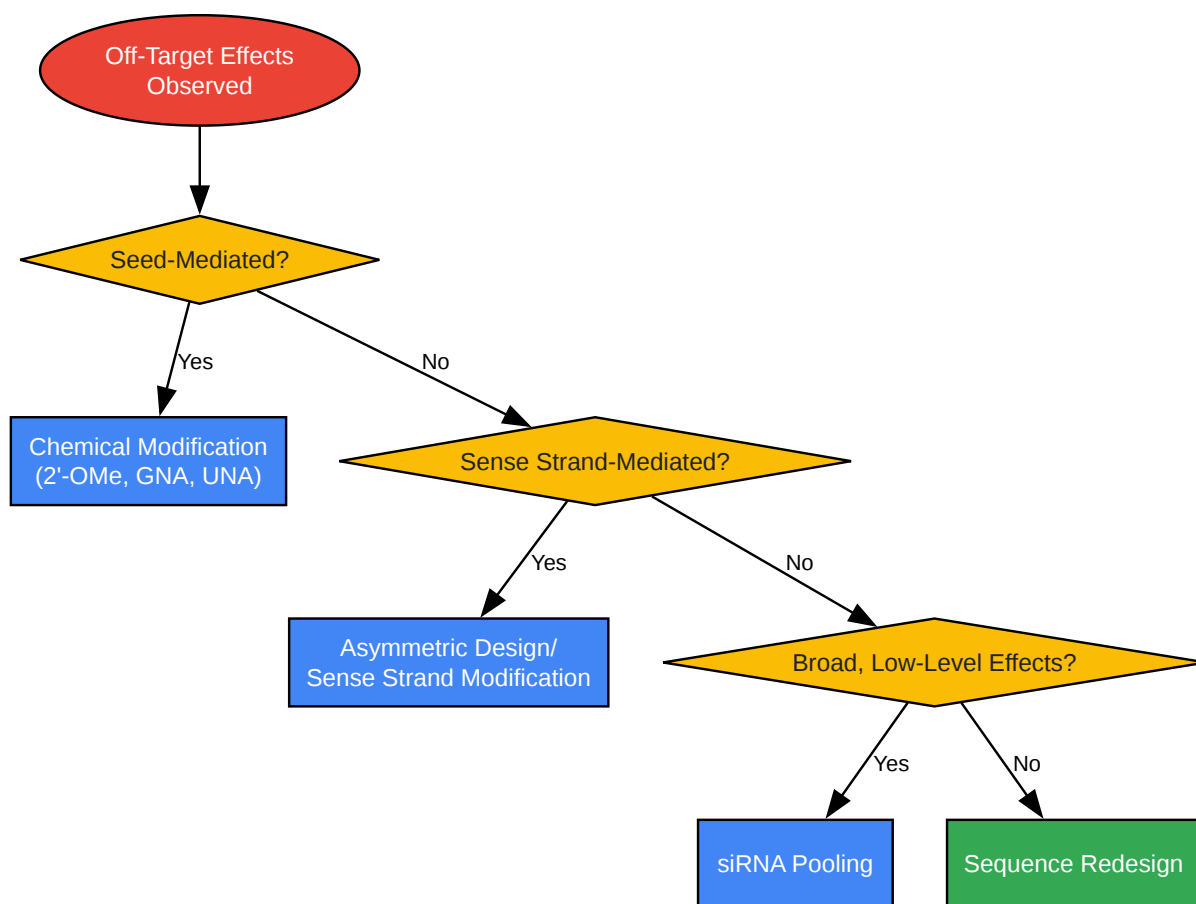 Off-Target Effects
Observed
Seed-Mediated?
Yes
No
Chemical Modification
(2'-OMe, GNA, UNA)
Sense Strand-Mediated?
Yes
No
Asymmetric Design/
Sense Strand Modification
Broad, Low-Level Effects?
Yes
No
siRNA Pooling
Sequence Redesign